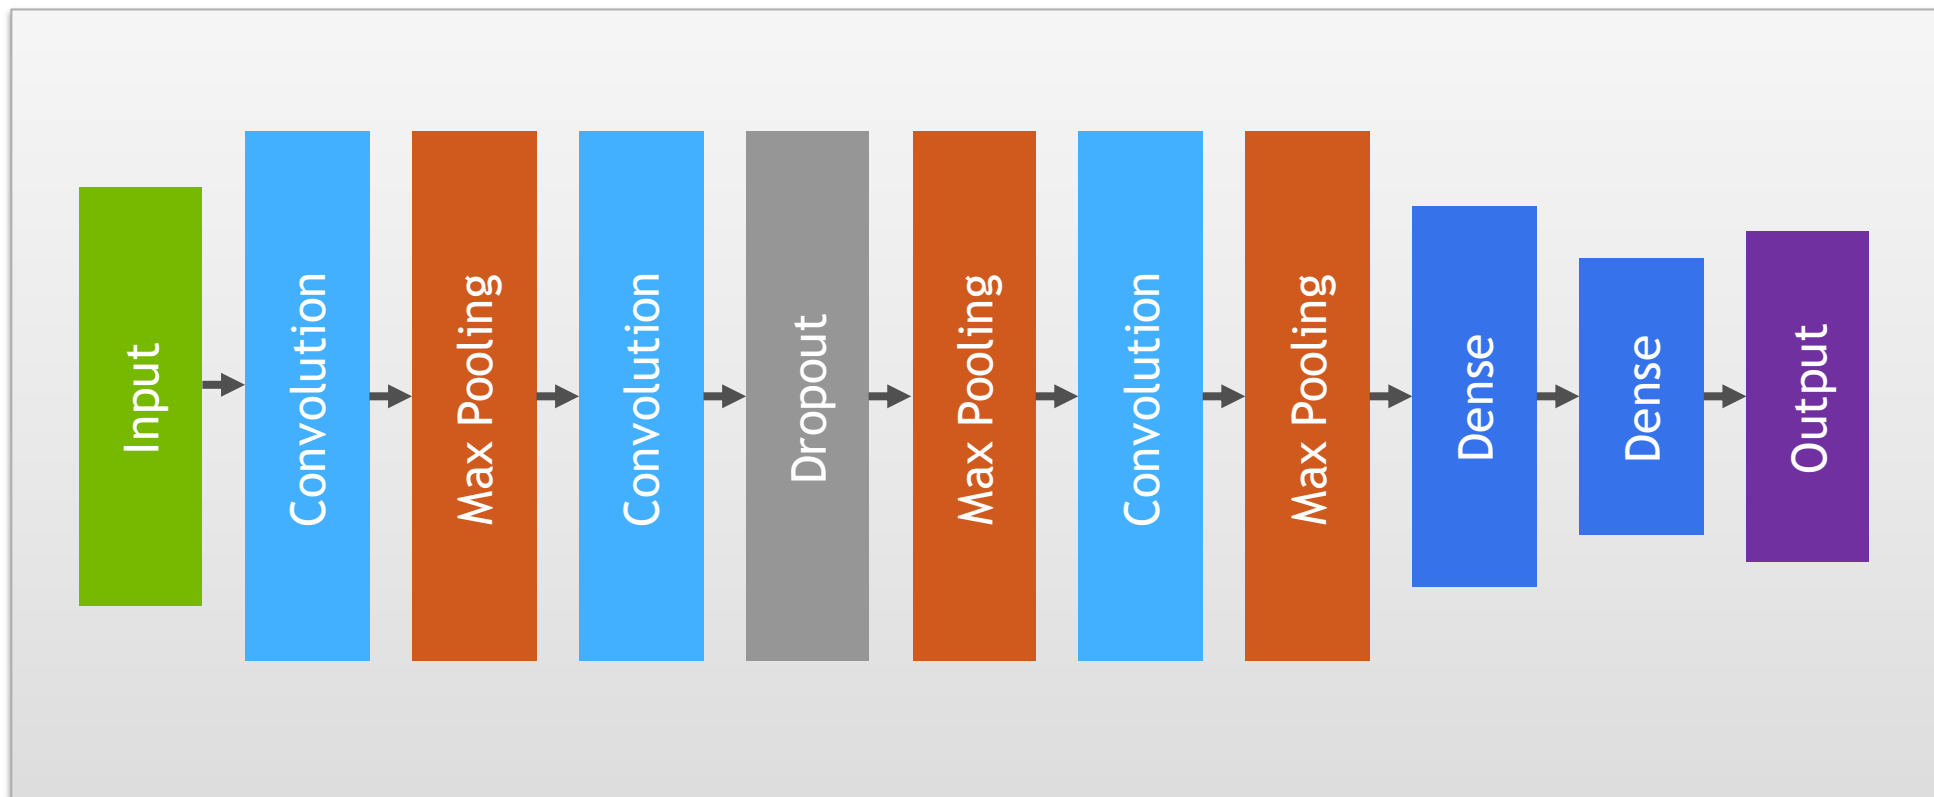 Input
Convolution
Max Pooling
Convolution
Dropout
Max Pooling
Convolution
Max Pooling
Dense
Dense
Output